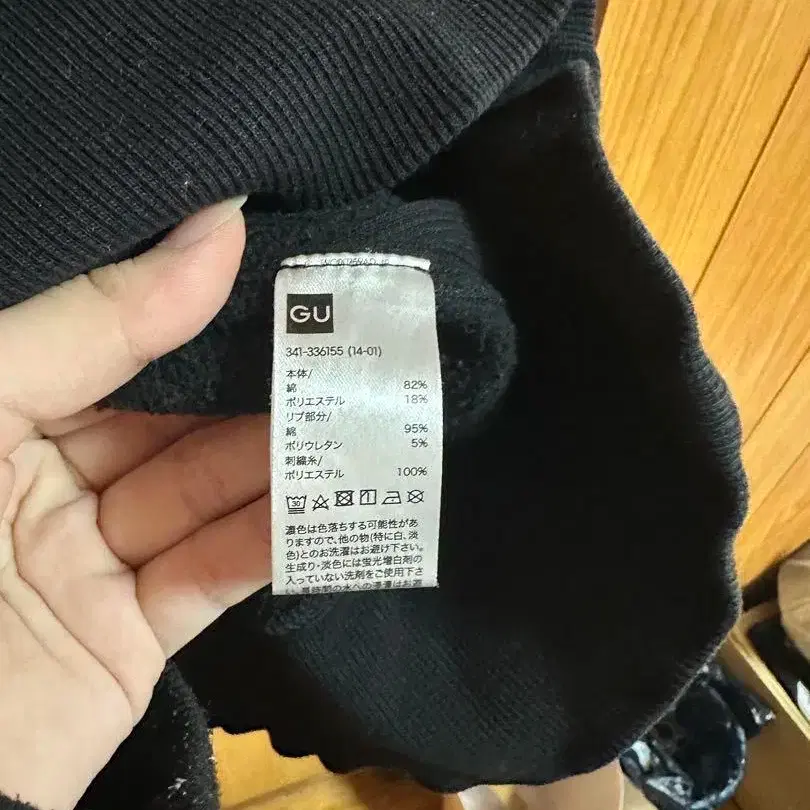 GU
341-336155 (14-01)
本体/
綿 82%
ポリエステル 18%
リブ部分/
綿 95%
ポリウレタン 5%
刺繍糸/
ポリエステル 100%
30
濃色は色落ちする可能性があ
りますので、他の物(特に白、淡
色)とのお洗濯はお避け下さい。
生成り・淡色には蛍光増白剤の
入っていない洗剤をご使用下さ